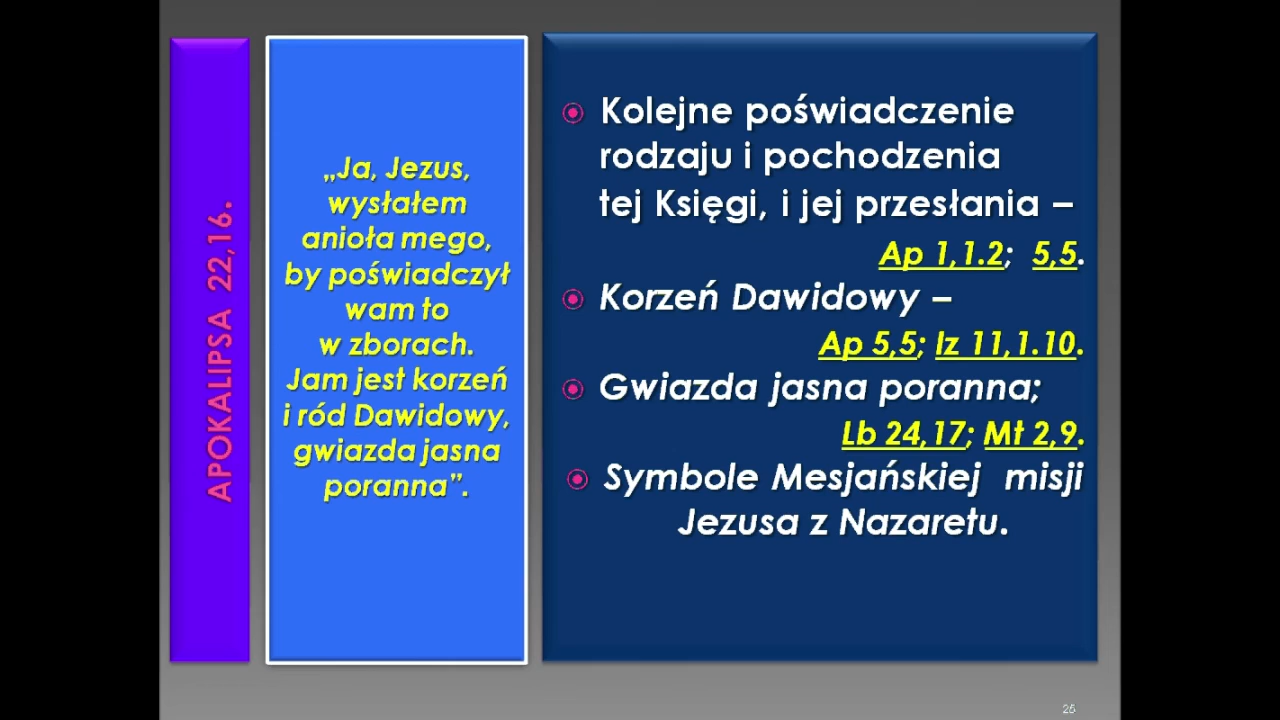 APOKALIPSA 22,16.
„Ja, Jezus,
wysłałem
anioła mego,
by poświadczył
wam to
w zborach.
Jam jest korzeń
i ród Dawidowy,
gwiazda jasna
poranna”.
Kolejne poświadczenie
rodzaju i pochodzenia
tej Księgi, i jej przesłania –
Ap 1,1.2; 5,5.
Korzeń Dawidowy –
Ap 5,5; Iz 11,1.10.
Gwiazda jasna poranna;
Lb 24,17; Mt 2,9.
Symbole Mesjańskiej misji
Jezusa z Nazaretu.
25